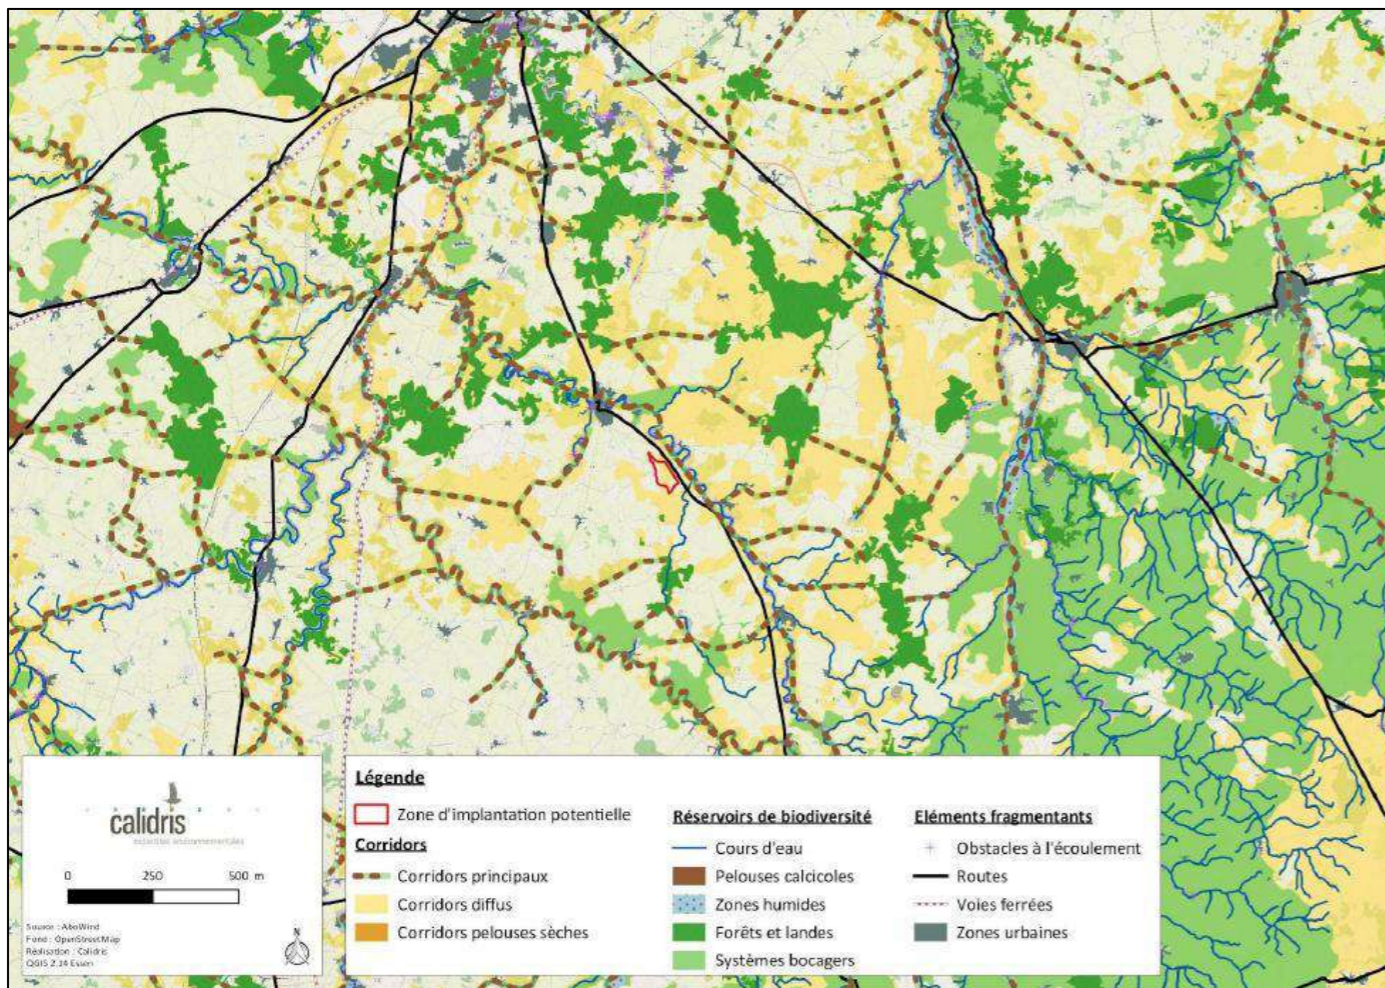 calidris
expertises environnementales
0 250 500 m
Source : AboWind
Fond : OpenStreetMap
Réalisation : Calidris
QGIS 2.14 Essen
N
Légende
Zone d'implantation potentielle
Corridors
Corridors principaux
Corridors diffus
Corridors pelouses sèches
Réservoirs de biodiversité
Cours d'eau
Pelouses calcicoles
Zones humides
Forêts et landes
Systèmes bocagers
Eléments fragmentants
Obstacles à l'écoulement
Routes
Voies ferrées
Zones urbaines